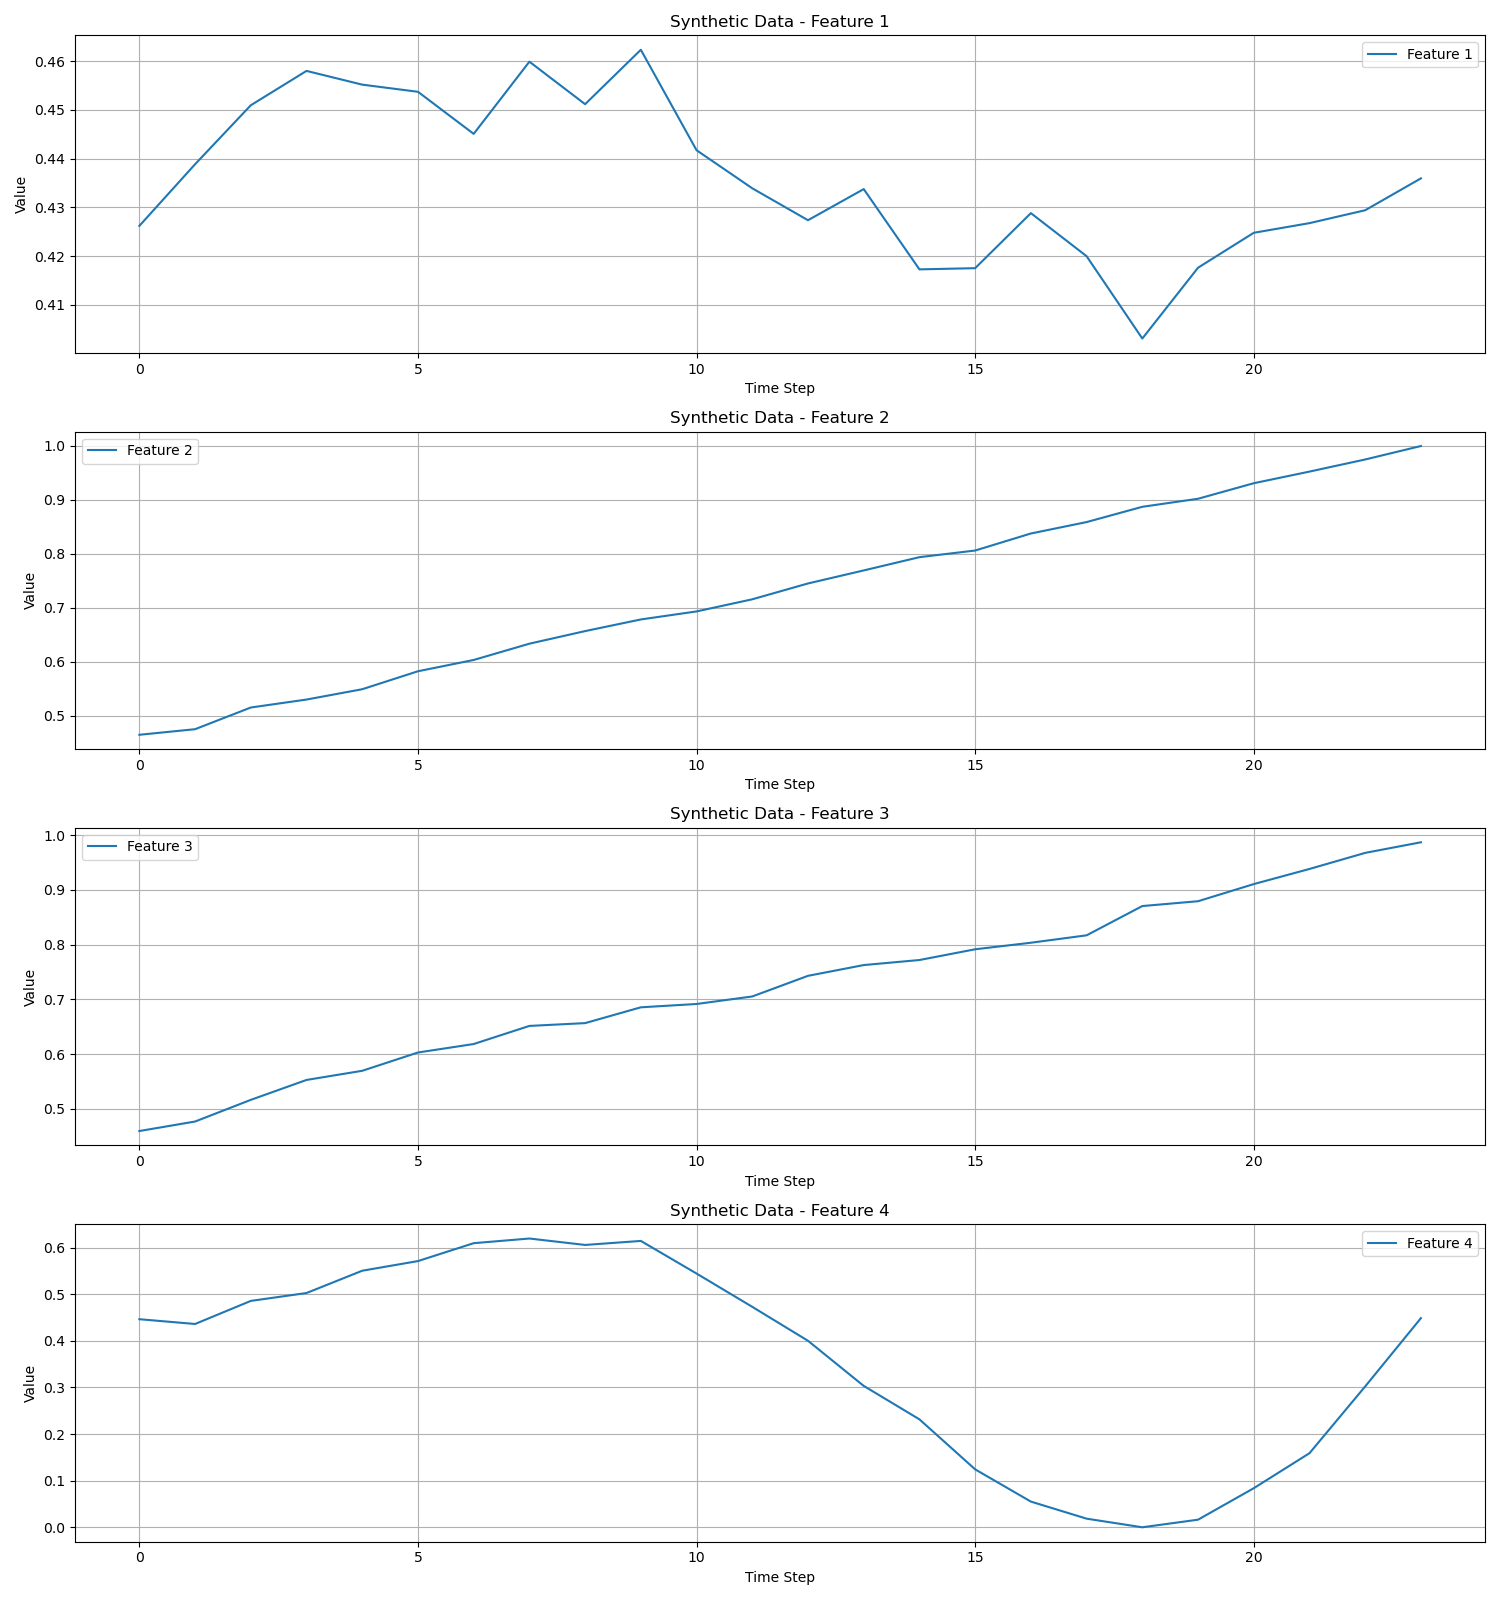 Synthetic Data - Feature 1
Feature 1
0.46
0.45
0.44
0.43
0.42
0.41
Value
0 5 10 15 20
Time Step
Synthetic Data - Feature 2
Feature 2
1.0
0.9
0.8
0.7
0.6
0.5
Value
0 5 10 15 20
Time Step
Synthetic Data - Feature 3
Feature 3
1.0
0.9
0.8
0.7
0.6
0.5
Value
0 5 10 15 20
Time Step
Synthetic Data - Feature 4
Feature 4
0.6
0.5
0.4
0.3
0.2
0.1
0.0
Value
0 5 10 15 20
Time Step